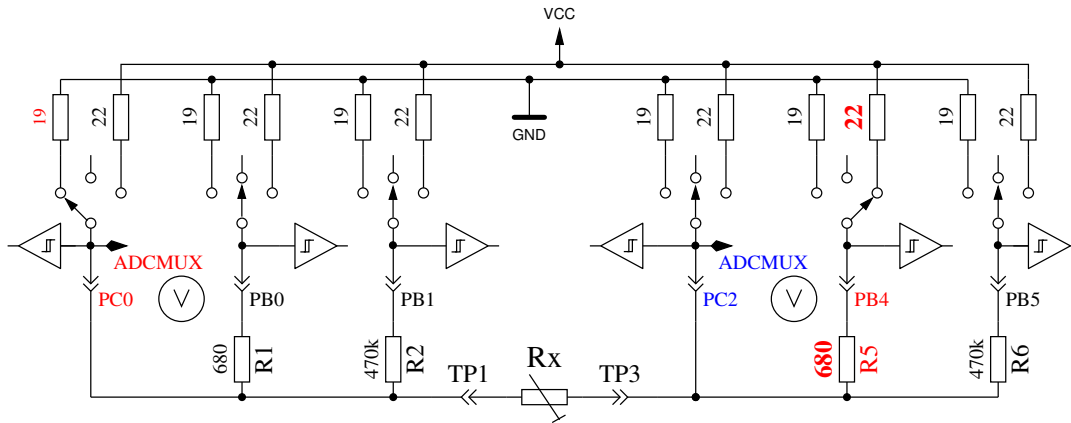 VCC
GND
19
22
19
22
19
22
19
22
19
22
19
22
ADCMUX
ADCMUX
V
V
PC0
PB0
PB1
PC2
PB4
PB5
680
R1
470k
R2
TP1
Rx
TP3
680
R5
470k
R6